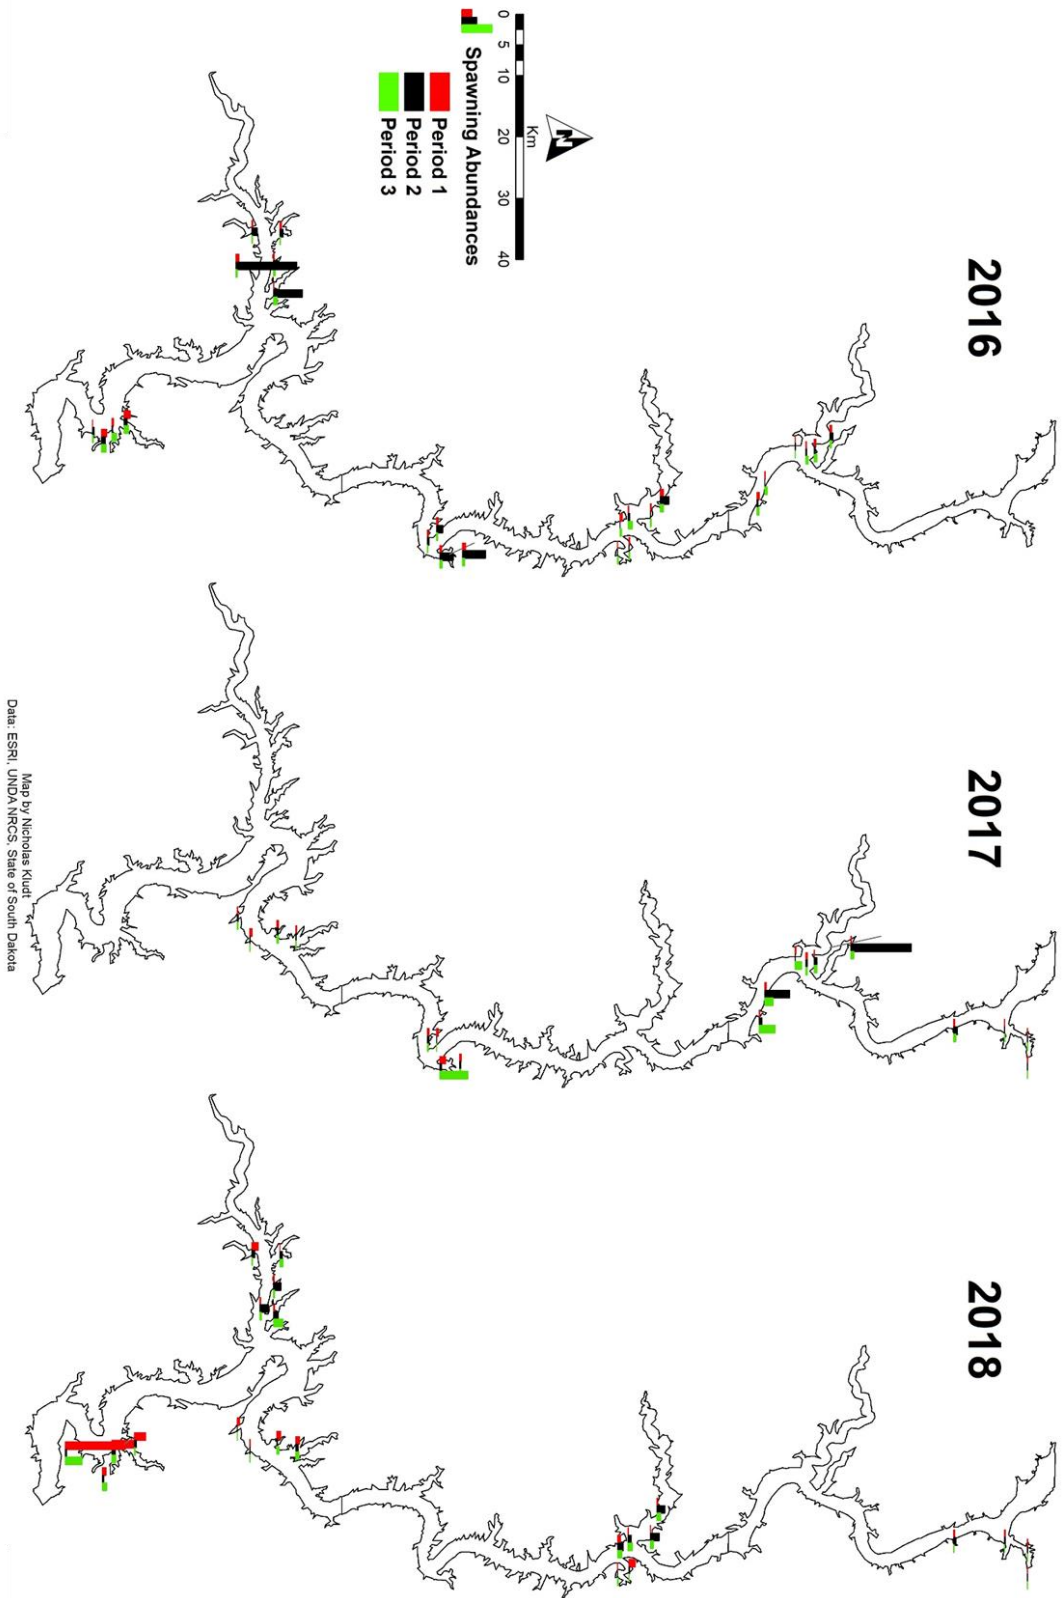 2016
2017
2018
0 5 10 20 30 40
Km
N
Spawning Abundances
Period 1
Period 2
Period 3
Map by Nicholas Kludt
Data: ESRI, UNDA NRCS, State of South Dakota